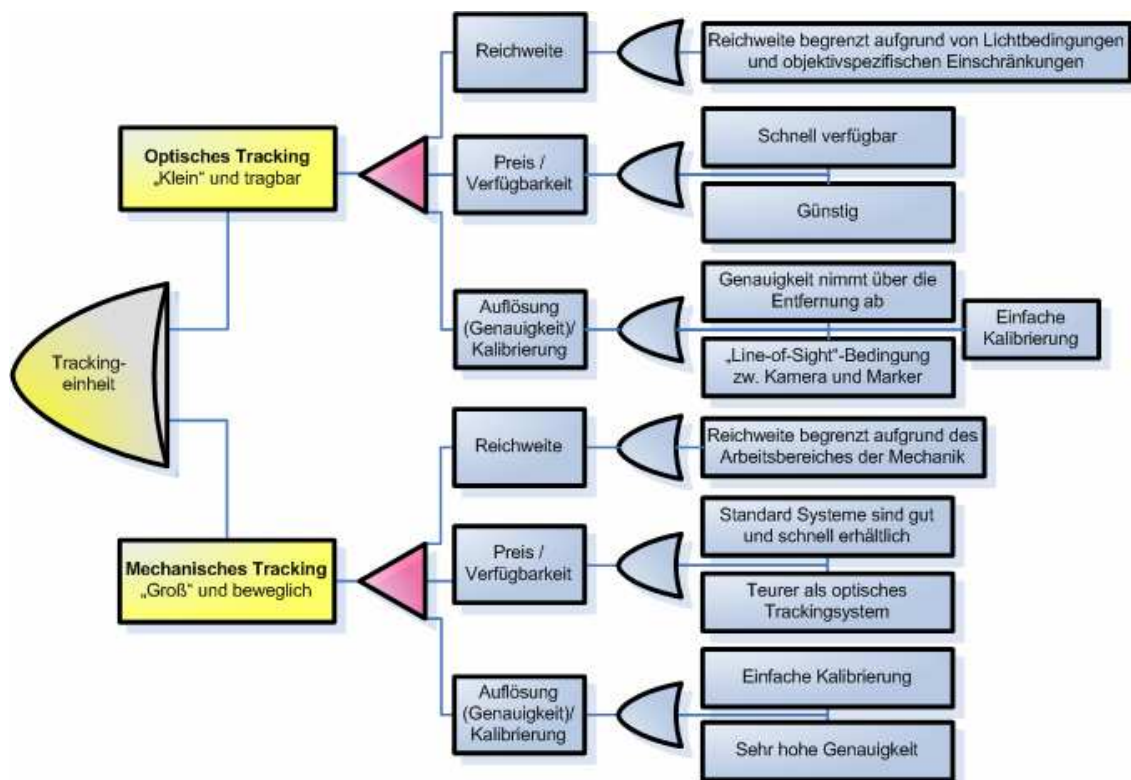 Tracking-
einheit
Optisches Tracking
„Klein“ und tragbar
Reichweite
Reichweite begrenzt aufgrund von Lichtbedingungen
und objektivspezifischen Einschränkungen
Preis /
Verfügbarkeit
Schnell verfügbar
Günstig
Auflösung
(Genauigkeit)/
Kalibrierung
Genauigkeit nimmt über die
Entfernung ab
„Line-of-Sight“-Bedingung
zw. Kamera und Marker
Einfache
Kalibrierung
Mechanisches Tracking
„Groß“ und beweglich
Reichweite
Reichweite begrenzt aufgrund des
Arbeitsbereiches der Mechanik
Preis /
Verfügbarkeit
Standard Systeme sind gut
und schnell erhältlich
Teurer als optisches
Trackingsystem
Auflösung
(Genauigkeit)/
Kalibrierung
Einfache Kalibrierung
Sehr hohe Genauigkeit